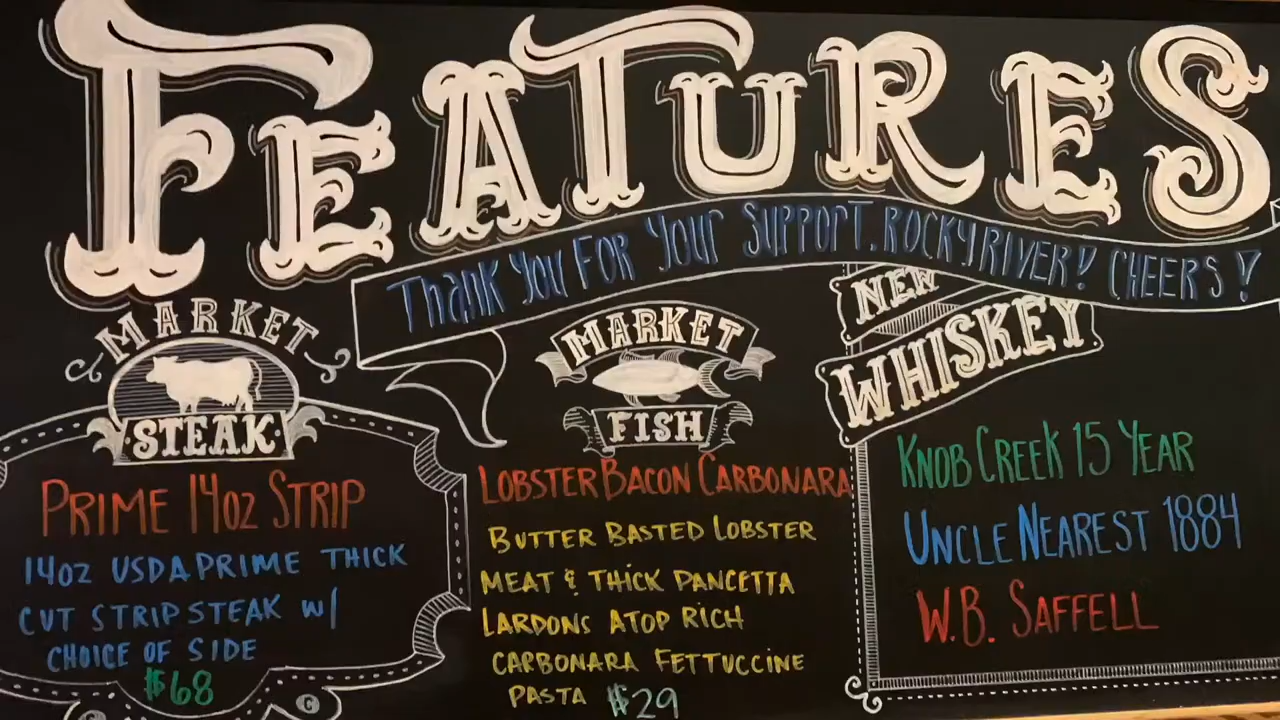 FEATURES
THANK YOU FOR YOUR SUPPORT, ROCKY RIVER! CHEERS!
MARKET
STEAK
PRIME 14OZ STRIP
14OZ USDA PRIME THICK
CUT STRIP STEAK W/
CHOICE OF SIDE
$68
MARKET
FISH
LOBSTER BACON CARBONARA
BUTTER BASTED LOBSTER
MEAT & THICK PANCETTA
LARDONS ATOP RICH
CARBONARA FETTUCCINE
PASTA $29
NEW
WHISKEY
KNOB CREEK 15 YEAR
UNCLE NEAREST 1884
W.B. SAFFELL